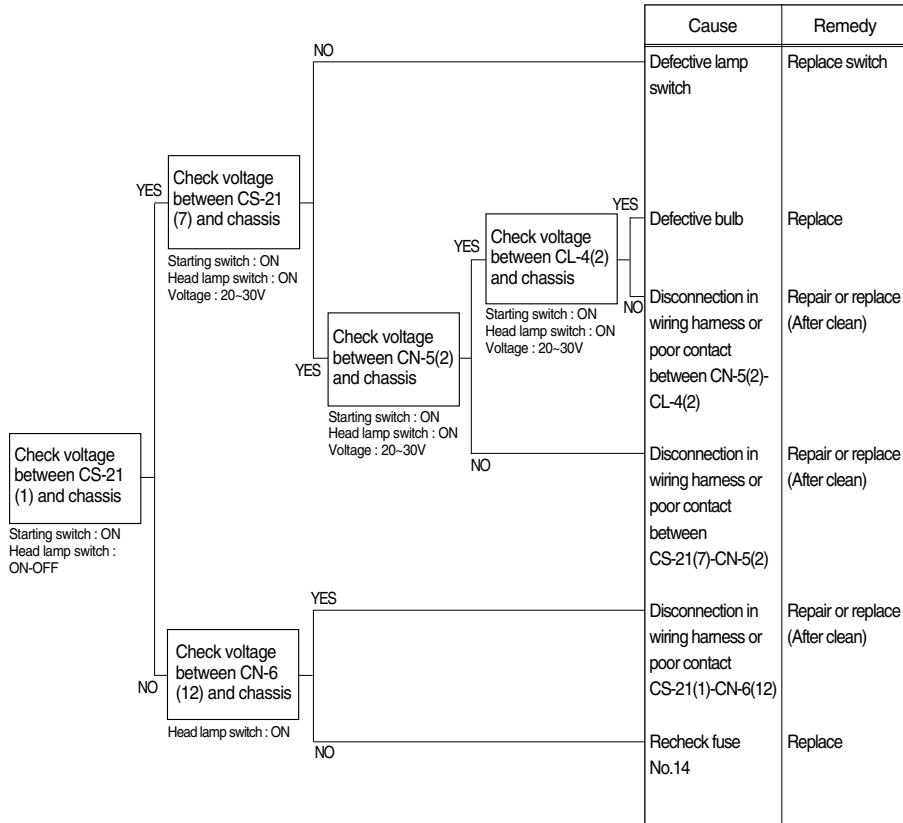 Cause Remedy
NO
Defective lamp
switch
Replace switch
YES
Check voltage
between CS-21
(7) and chassis
Starting switch : ON
Head lamp switch : ON
Voltage : 20~30V
YES
Defective bulb
Replace
YES
Check voltage
between CL-4(2)
and chassis
Starting switch : ON
Head lamp switch : ON
Voltage : 20~30V
NO
Disconnection in
wiring harness or
poor contact
between CN-5(2)-
CL-4(2)
Repair or replace
(After clean)
YES
Check voltage
between CN-5(2)
and chassis
Starting switch : ON
Head lamp switch : ON
Voltage : 20~30V
NO
Disconnection in
wiring harness or
poor contact
between
CS-21(7)-CN-5(2)
Repair or replace
(After clean)
Check voltage
between CS-21
(1) and chassis
Starting switch : ON
Head lamp switch :
ON-OFF
YES
Disconnection in
wiring harness or
poor contact
CS-21(1)-CN-6(12)
Repair or replace
(After clean)
NO
Check voltage
between CN-6
(12) and chassis
Head lamp switch : ON
NO
Recheck fuse
No.14
Replace